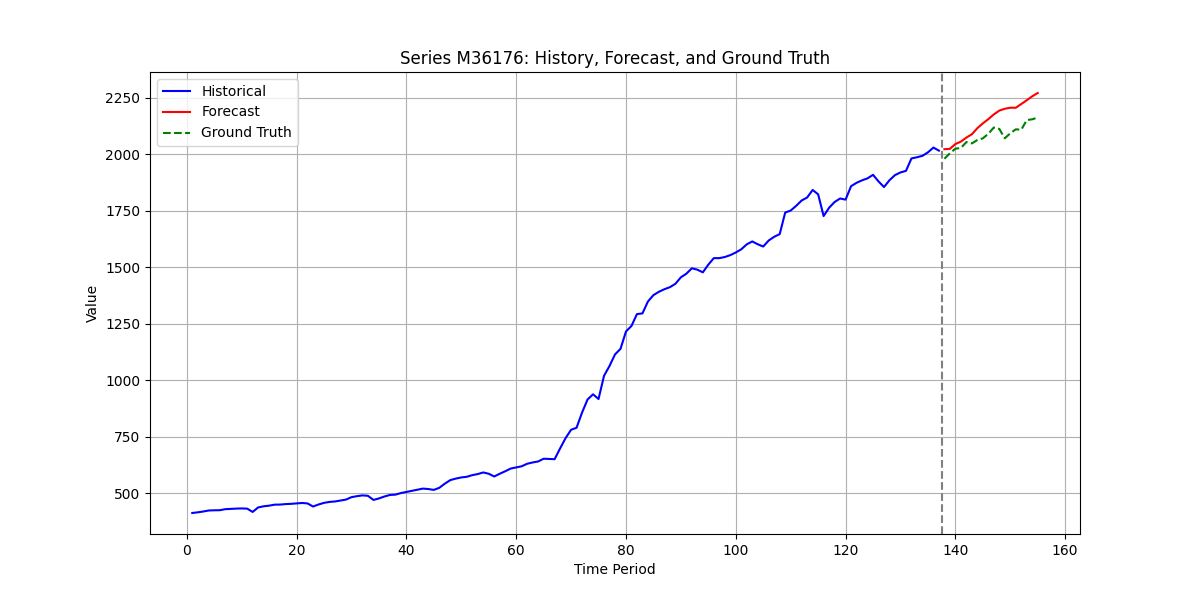 Series M36176: History, Forecast, and Ground Truth
Historical
Forecast
Ground Truth
2250
2000
1750
1500
1250
1000
750
500
Value
0 20 40 60 80 100 120 140 160
Time Period